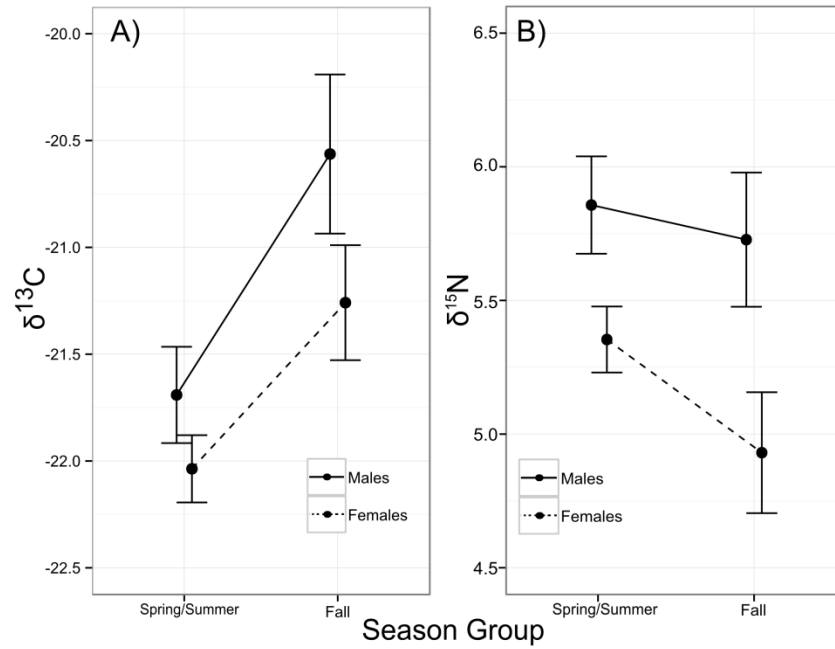 A)
δ¹³C
-20.0
-20.5
-21.0
-21.5
-22.0
-22.5
Males
Females
Spring/Summer
Fall
B)
δ¹⁵N
6.5
6.0
5.5
5.0
4.5
Males
Females
Spring/Summer
Fall
Season Group